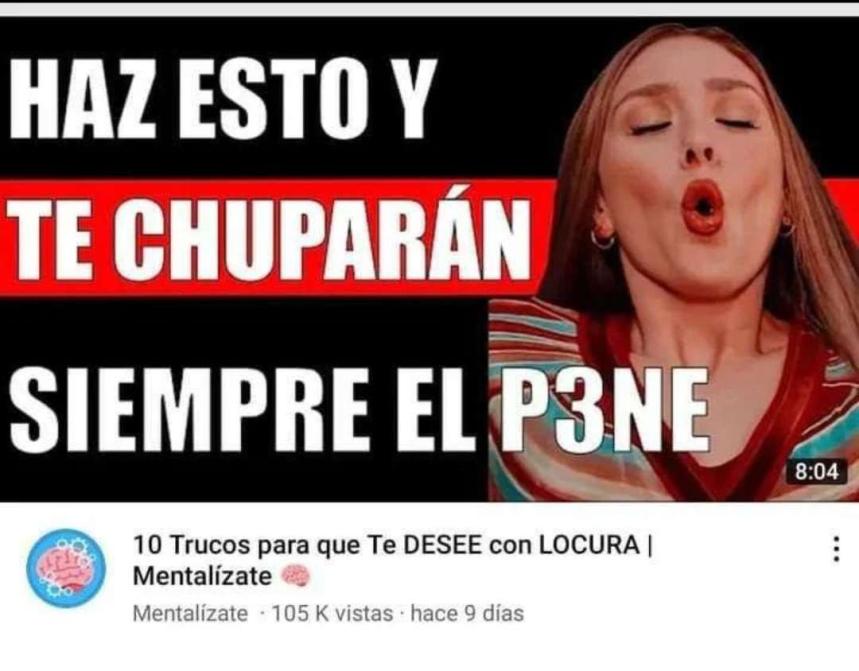 HAZ ESTO Y
TE CHUPARÁN
SIEMPRE EL P3NE
8:04
10 Trucos para que Te DESEE con LOCURA |
Mentalízate 🧠
Mentalízate · 105 K vistas · hace 9 días